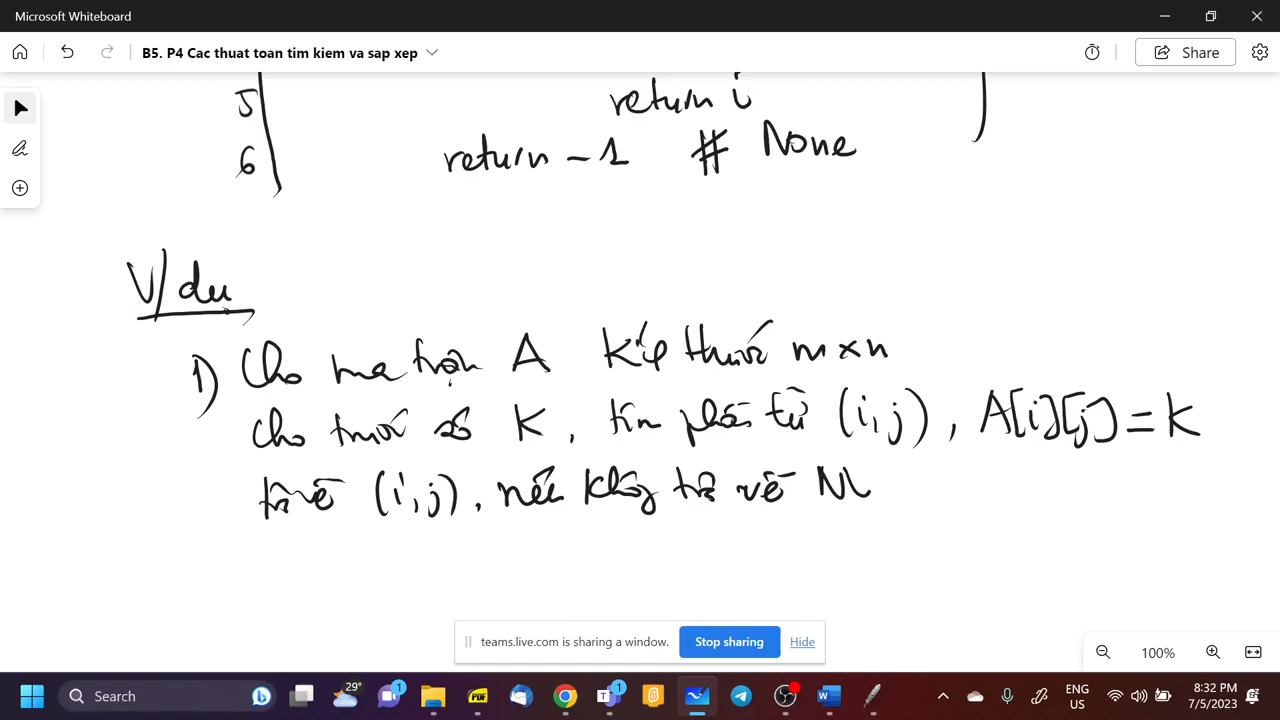 Microsoft Whiteboard
B5. P4 Cac thuat toan tim kiem va sap xep
Share
5 return i
6 return -1 # None
V/dụ
1) Cho ma trận A kích thước m×n
cho trước số K, tìm phần tử (i,j), A[i][j] = K
trả về (i,j), nếu không trả về N
teams.live.com is sharing a window. Stop sharing Hide
100%
Search
29°
1
1
ENG
US
8:32 PM
7/5/2023